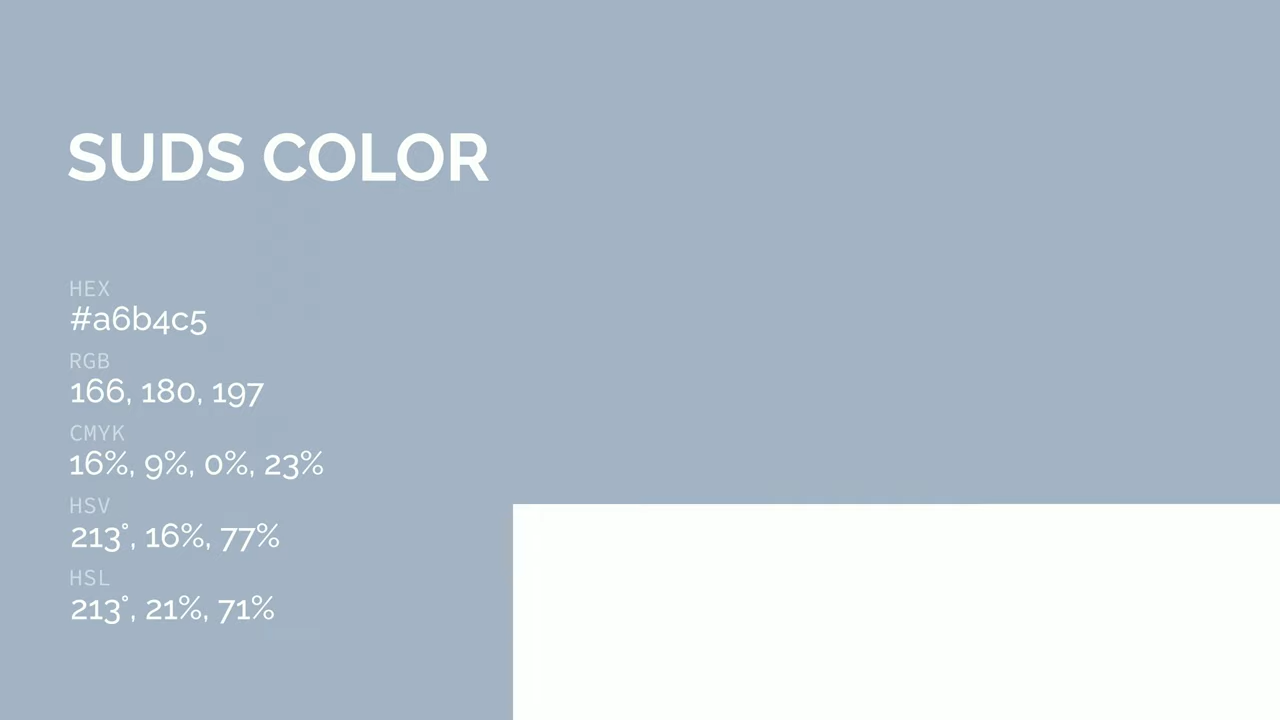 SUDS COLOR
HEX
#a6b4c5
RGB
166, 180, 197
CMYK
16%, 9%, 0%, 23%
HSV
213°, 16%, 77%
HSL
213°, 21%, 71%